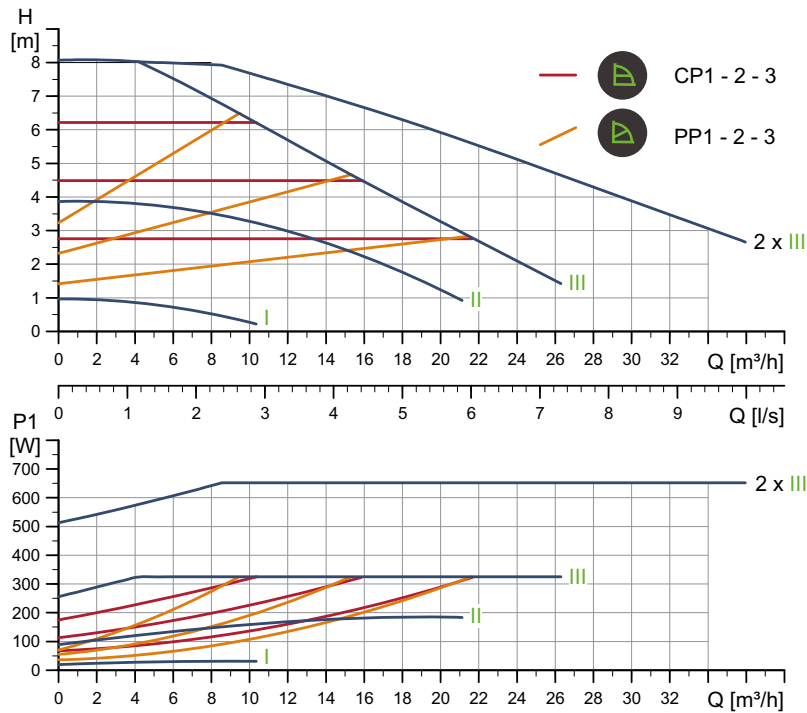 H
[m]
8
7
6
5
4
3
2
1
0
CP1 - 2 - 3
PP1 - 2 - 3
2 x III
III
II
I
0 2 4 6 8 10 12 14 16 18 20 22 24 26 28 30 32 Q [m³/h]
0 1 2 3 4 5 6 7 8 9 Q [l/s]
P1
[W]
700
600
500
400
300
200
100
0
2 x III
III
II
I
0 2 4 6 8 10 12 14 16 18 20 22 24 26 28 30 32 Q [m³/h]